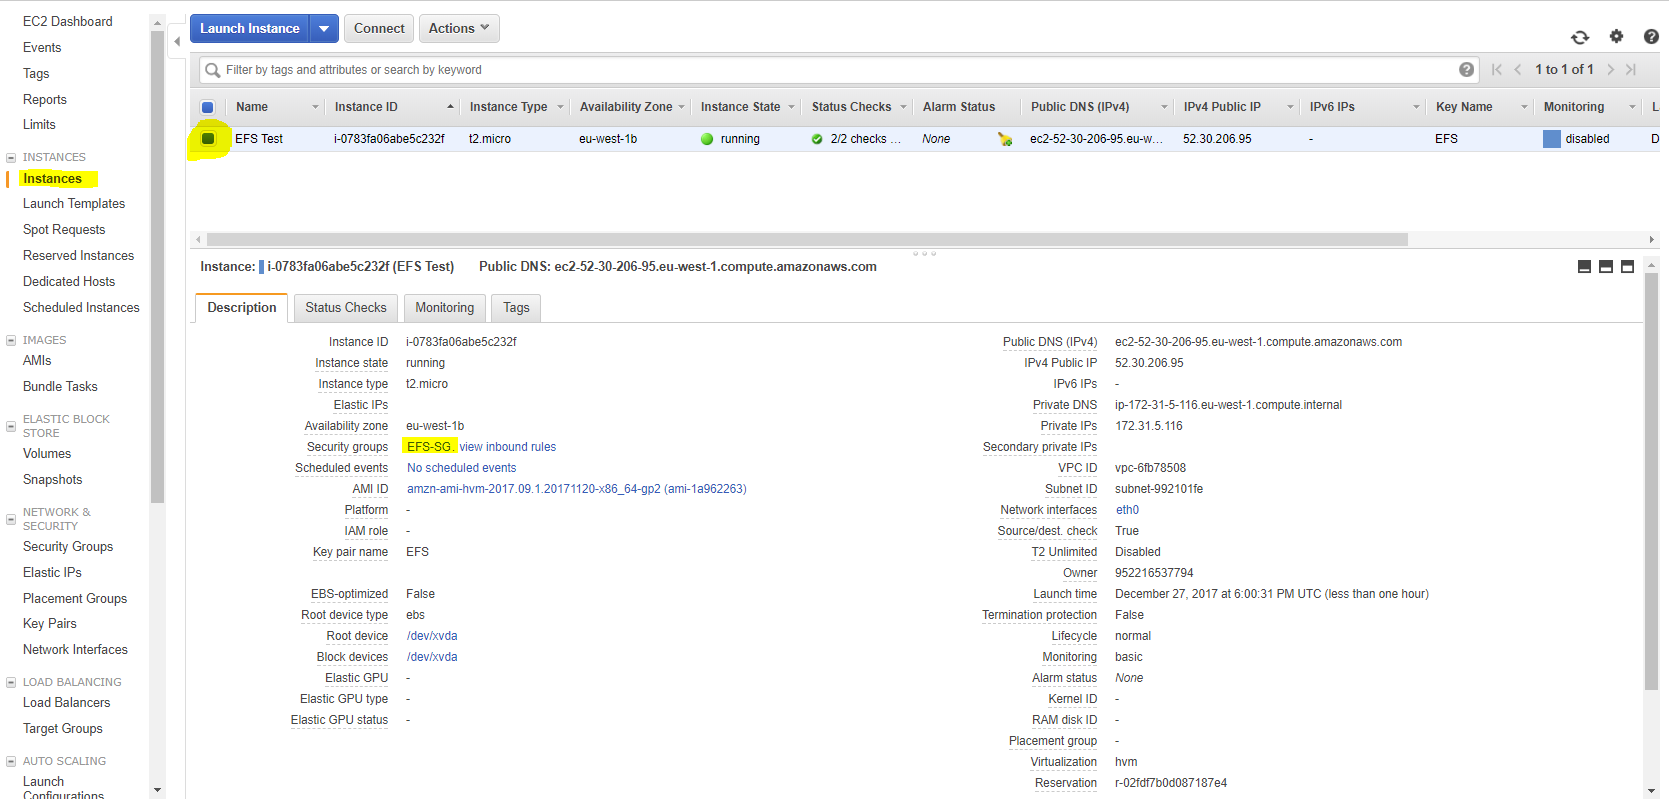 EC2 Dashboard
Events
Tags
Reports
Limits
INSTANCES
Instances
Launch Templates
Spot Requests
Reserved Instances
Dedicated Hosts
Scheduled Instances
IMAGES
AMIs
Bundle Tasks
ELASTIC BLOCK
STORE
Volumes
Snapshots
NETWORK &
SECURITY
Security Groups
Elastic IPs
Placement Groups
Key Pairs
Network Interfaces
LOAD BALANCING
Load Balancers
Target Groups
AUTO SCALING
Launch
Configurations
Launch Instance Connect Actions
Filter by tags and attributes or search by keyword 1 to 1 of 1
Name Instance ID Instance Type Availability Zone Instance State Status Checks Alarm Status Public DNS (IPv4) IPv4 Public IP IPv6 IPs Key Name Monitoring
EFS Test i-0783fa06abe5c232f t2.micro eu-west-1b running 2/2 checks ... None ec2-52-30-206-95.eu-w... 52.30.206.95 - EFS disabled D
Instance: i-0783fa06abe5c232f (EFS Test) Public DNS: ec2-52-30-206-95.eu-west-1.compute.amazonaws.com
Description Status Checks Monitoring Tags
Instance ID i-0783fa06abe5c232f
Instance state running
Instance type t2.micro
Elastic IPs
Availability zone eu-west-1b
Security groups EFS-SG. view inbound rules
Scheduled events No scheduled events
AMI ID amzn-ami-hvm-2017.09.1.20171120-x86_64-gp2 (ami-1a962263)
Platform -
IAM role -
Key pair name EFS
EBS-optimized False
Root device type ebs
Root device /dev/xvda
Block devices /dev/xvda
Elastic GPU -
Elastic GPU type -
Elastic GPU status -
Public DNS (IPv4) ec2-52-30-206-95.eu-west-1.compute.amazonaws.com
IPv4 Public IP 52.30.206.95
IPv6 IPs -
Private DNS ip-172-31-5-116.eu-west-1.compute.internal
Private IPs 172.31.5.116
Secondary private IPs
VPC ID vpc-6fb78508
Subnet ID subnet-992101fe
Network interfaces eth0
Source/dest. check True
T2 Unlimited Disabled
Owner 952216537794
Launch time December 27, 2017 at 6:00:31 PM UTC (less than one hour)
Termination protection False
Lifecycle normal
Monitoring basic
Alarm status None
Kernel ID -
RAM disk ID -
Placement group -
Virtualization hvm
Reservation r-02fdf7b0d087187e4